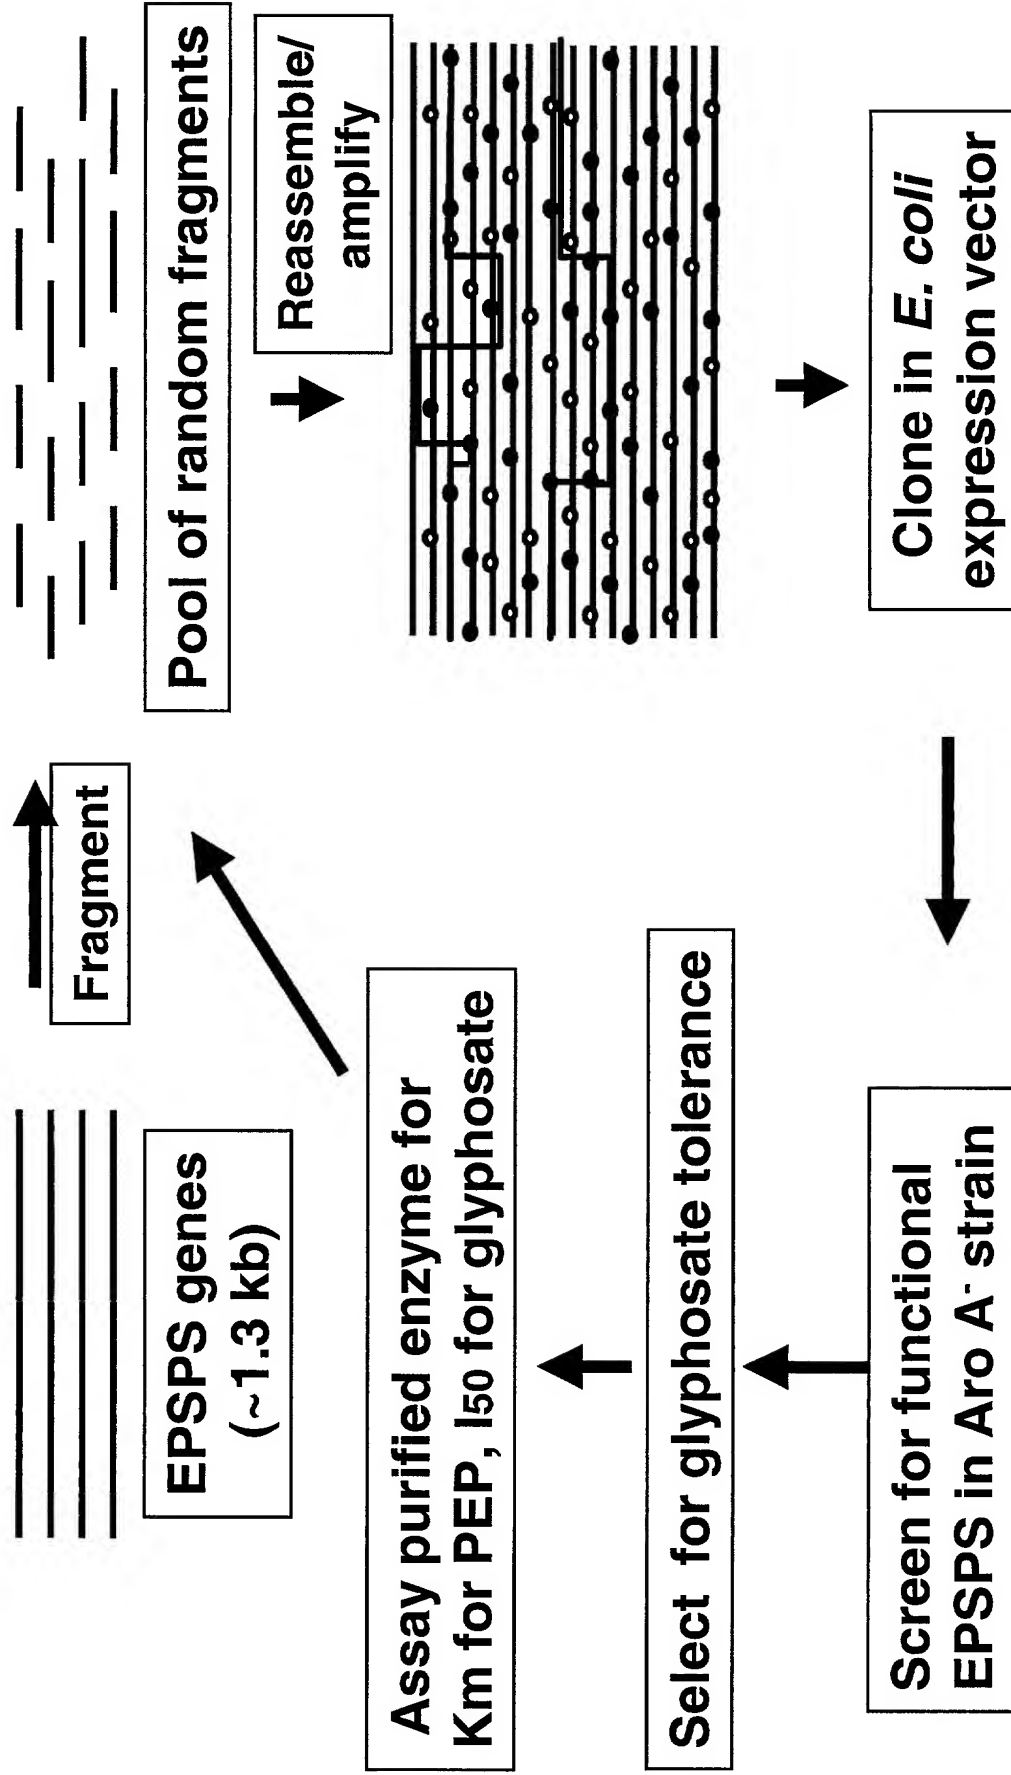 EPSPS genes
(~1.3 kb)
Fragment
Pool of random fragments
Reassemble/
amplify
Clone in E. coli
expression vector
Screen for functional
EPSPS in Aro A- strain
Select for glyphosate tolerance
Assay purified enzyme for
Km for PEP, I50 for glyphosate